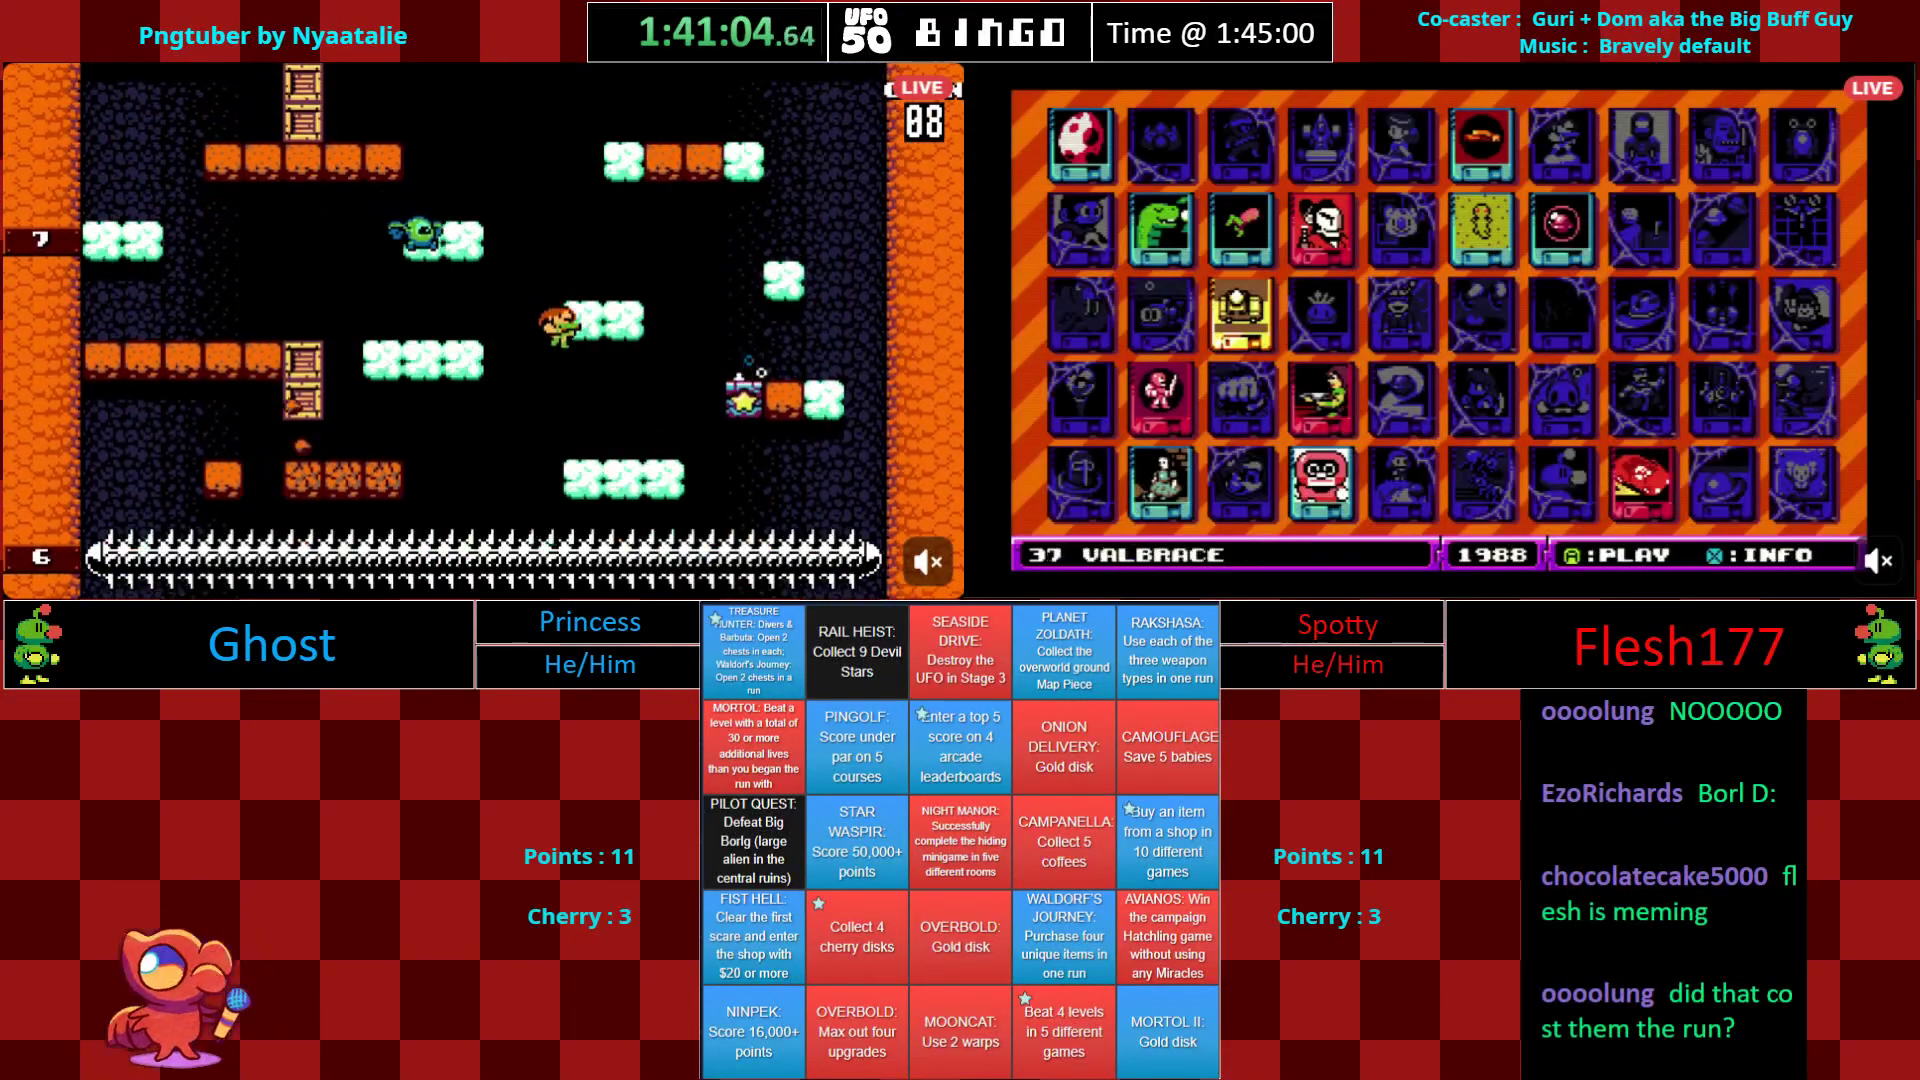 Pngtuber by Nyaatalie
1:41:04.64
UFO
50
BINGO
Time @ 1:45:00
Co-caster : Guri + Dom aka the Big Buff Guy
Music : Bravely default
LIVE
08
7
6
LIVE
37 VALBRACE
1988
A:PLAY X:INFO
Ghost
Princess
He/Him
Spotty
He/Him
Flesh177
TREASURE
HUNTER: Divers &
Barbuta: Open 2
chests in each;
Waldorf's Journey:
Open 2 chests in a
run
RAIL HEIST:
Collect 9 Devil
Stars
SEASIDE
DRIVE:
Destroy the
UFO in Stage 3
PLANET
ZOLDATH:
Collect the
overworld ground
Map Piece
RAKSHASA:
Use each of the
three weapon
types in one run
MORTOL: Beat a
level with a total of
30 or more
additional lives
than you began the
run with
PINGOLF:
Score under
par on 5
courses
Enter a top 5
score on 4
arcade
leaderboards
ONION
DELIVERY:
Gold disk
CAMOUFLAGE
Save 5 babies
PILOT QUEST:
Defeat Big
Borlg (large
alien in the
central ruins)
STAR
WASPIR:
Score 50,000+
points
NIGHT MANOR:
Successfully
complete the hiding
minigame in five
different rooms
CAMPANELLA:
Collect 5
coffees
Buy an item
from a shop in
10 different
games
FIST HELL:
Clear the first
scare and enter
the shop with
$20 or more
Collect 4
cherry disks
OVERBOLD:
Gold disk
WALDORF'S
JOURNEY:
Purchase four
unique items in
one run
AVIANOS: Win
the campaign
Hatchling game
without using
any Miracles
NINPEK:
Score 16,000+
points
OVERBOLD:
Max out four
upgrades
MOONCAT:
Use 2 warps
Beat 4 levels
in 5 different
games
MORTOL II:
Gold disk
Points : 11
Cherry : 3
Points : 11
Cherry : 3
oooolung NOOOOO
EzoRichards Borl D:
chocolatecake5000 fl
esh is meming
oooolung did that co
st them the run?